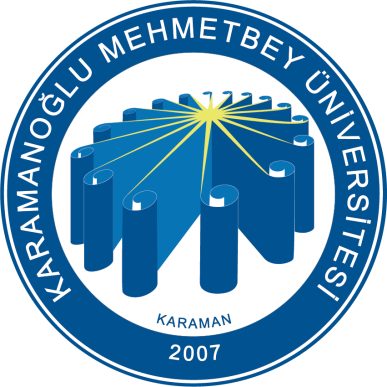 KARAMANOĞLU MEHMETBEY ÜNİVERSİTESİ
KARAMAN
2007